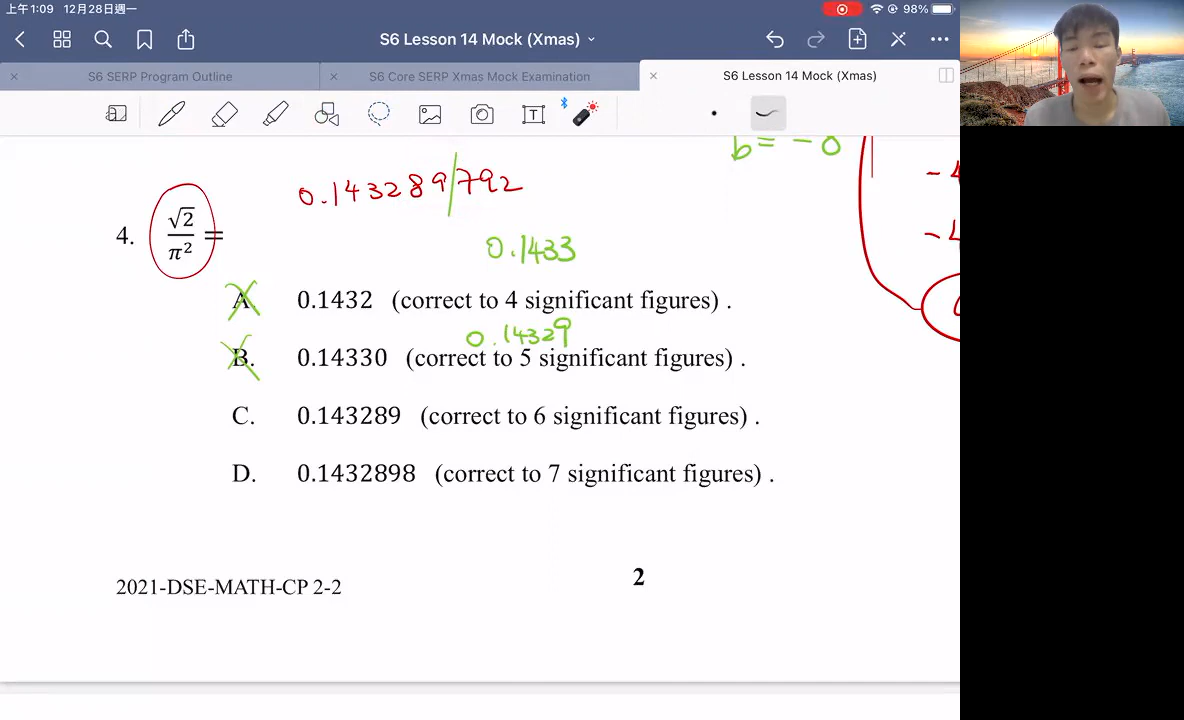 上午1:09 12月28日週一 98%
S6 Lesson 14 Mock (Xmas)
S6 SERP Program Outline S6 Core SERP Xmas Mock Examination S6 Lesson 14 Mock (Xmas)
b = - 0.143289/792
4. √2/π² =
0.1433
A. 0.1432 (correct to 4 significant figures) .
0.14329
B. 0.14330 (correct to 5 significant figures) .
C. 0.143289 (correct to 6 significant figures) .
D. 0.1432898 (correct to 7 significant figures) .
2021-DSE-MATH-CP 2-2 2